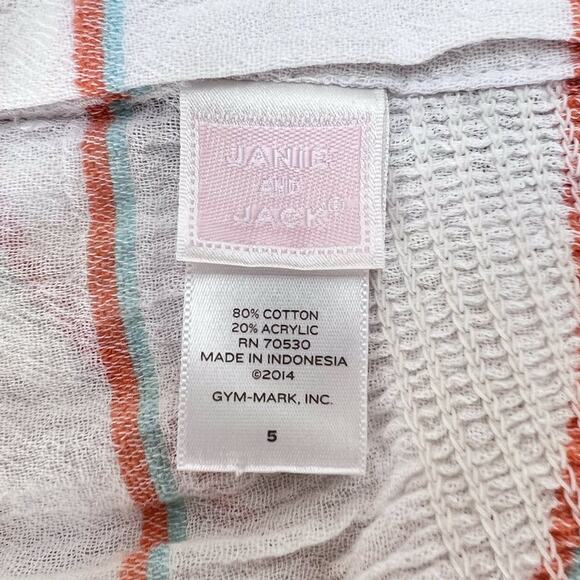 JANIE
AND
JACK®
80% COTTON
20% ACRYLIC
RN 70530
MADE IN INDONESIA
©2014
GYM-MARK, INC.
5